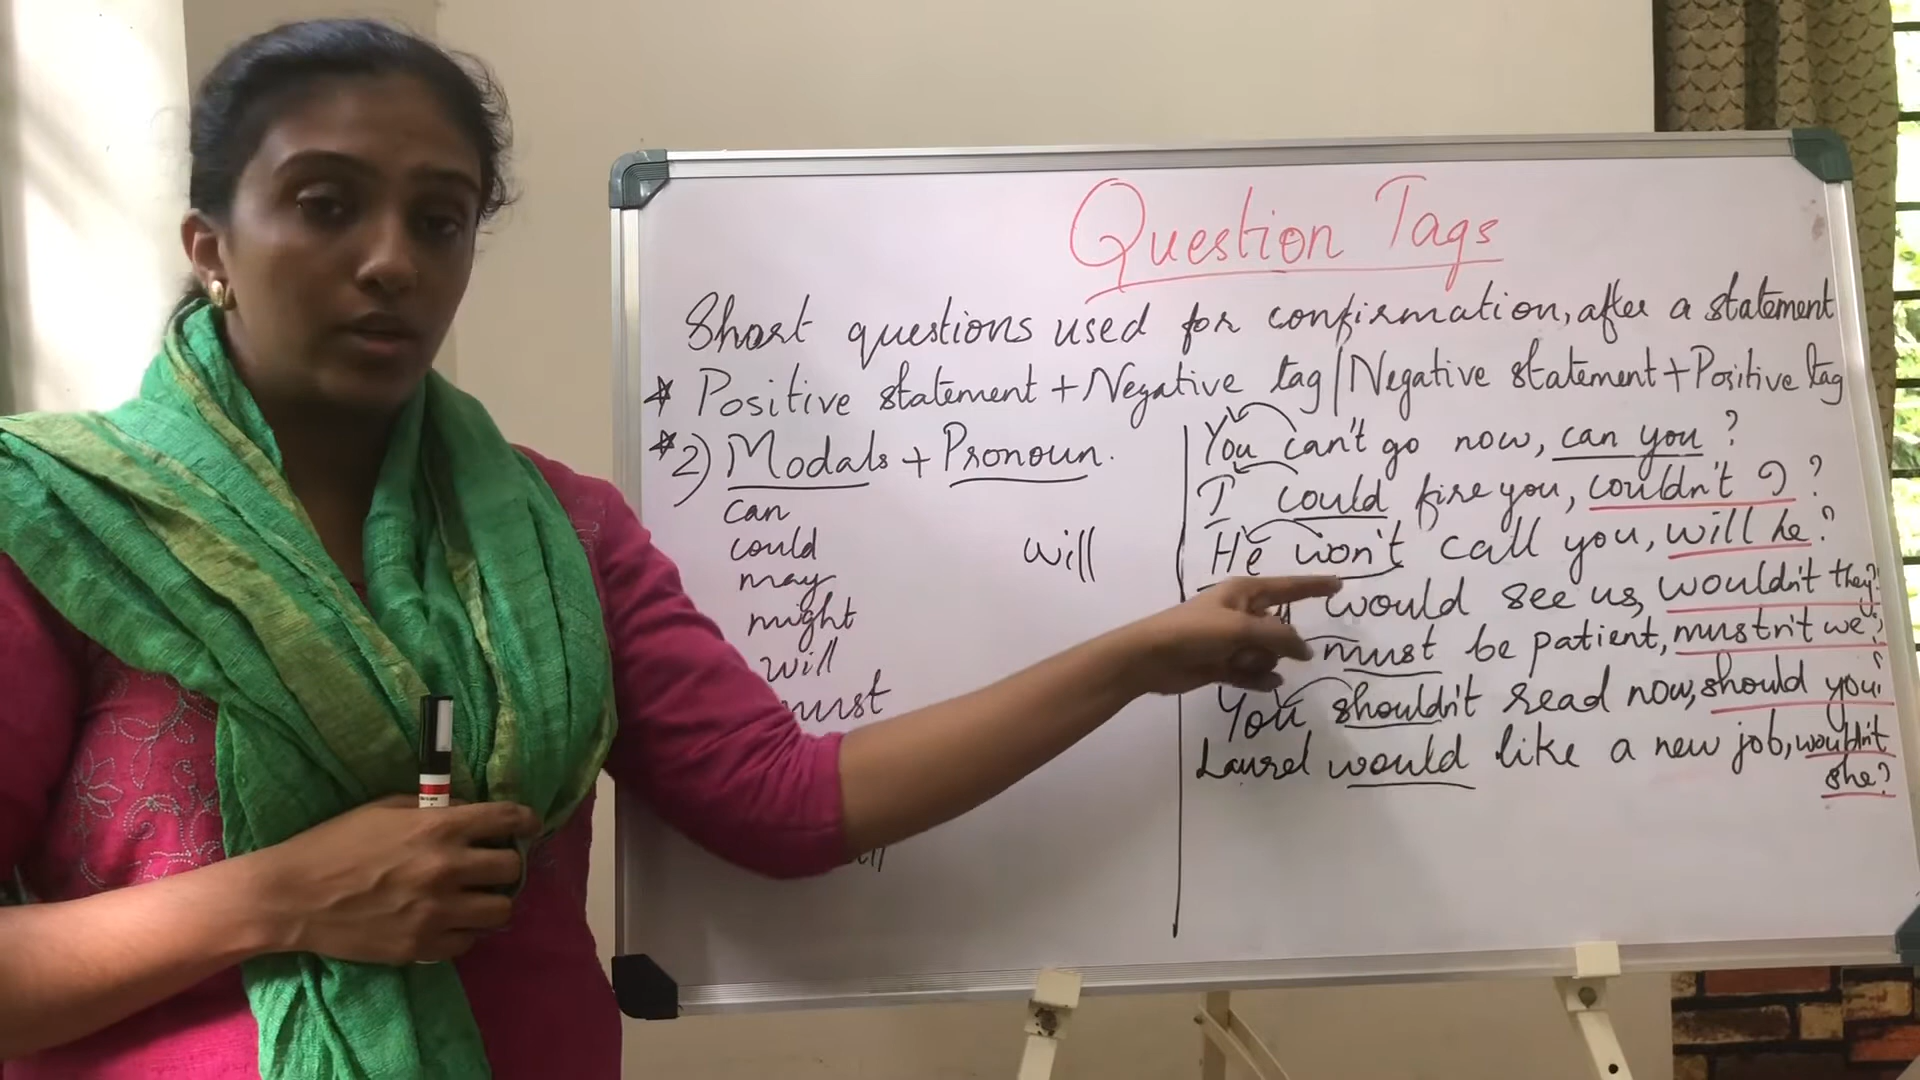 Question Tags
Short questions used for confirmation, after a statement
* Positive statement + Negative tag / Negative statement + Positive tag
* 2) Modals + Pronoun.
can
could
may
might
will
must
will
You can't go now, can you?
I could fire you, couldn't I?
He won't call you, will he?
would see us, wouldn't they?
must be patient, mustn't we?
You shouldn't read now, should you?
Laurel would like a new job, wouldn't
she?